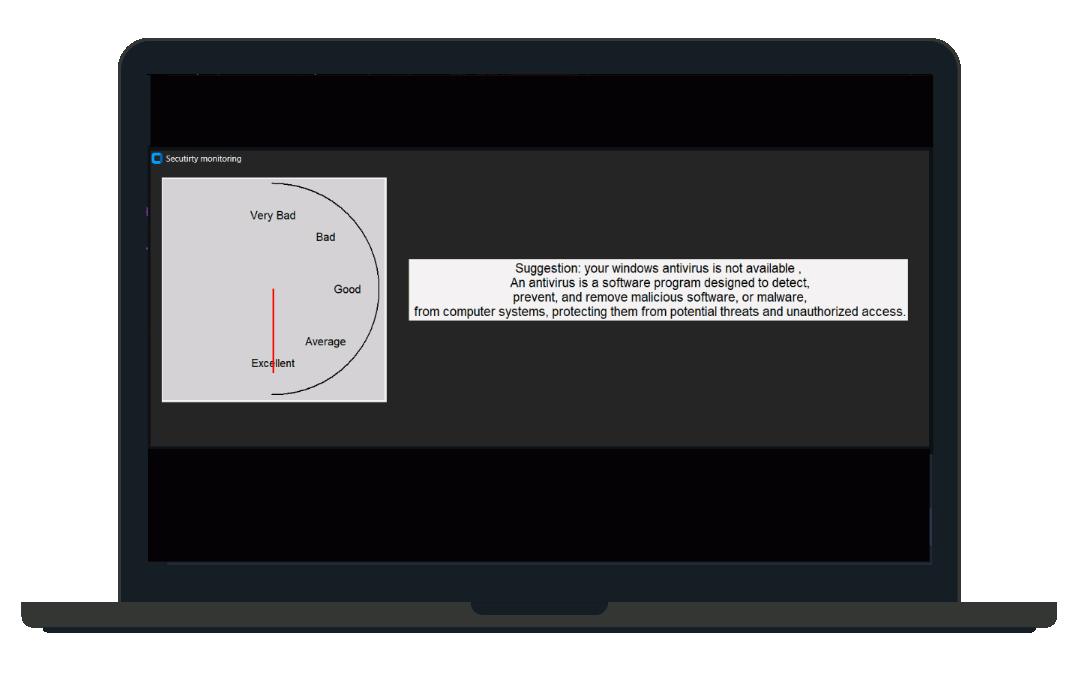 Secutirty monitoring
Very Bad
Bad
Good
Average
Excellent
Suggestion: your windows antivirus is not available ,
An antivirus is a software program designed to detect,
prevent, and remove malicious software, or malware,
from computer systems, protecting them from potential threats and unauthorized access.